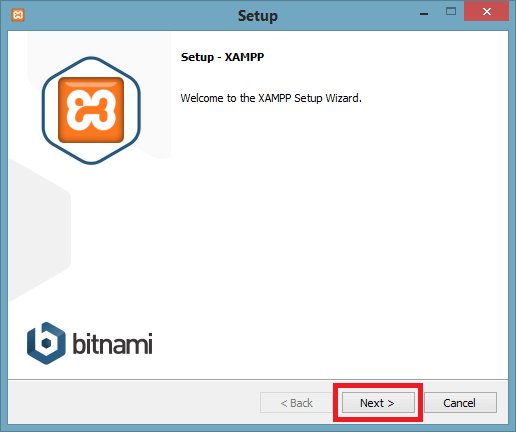 Setup
Setup - XAMPP
Welcome to the XAMPP Setup Wizard.
bitnami
< Back
Next >
Cancel